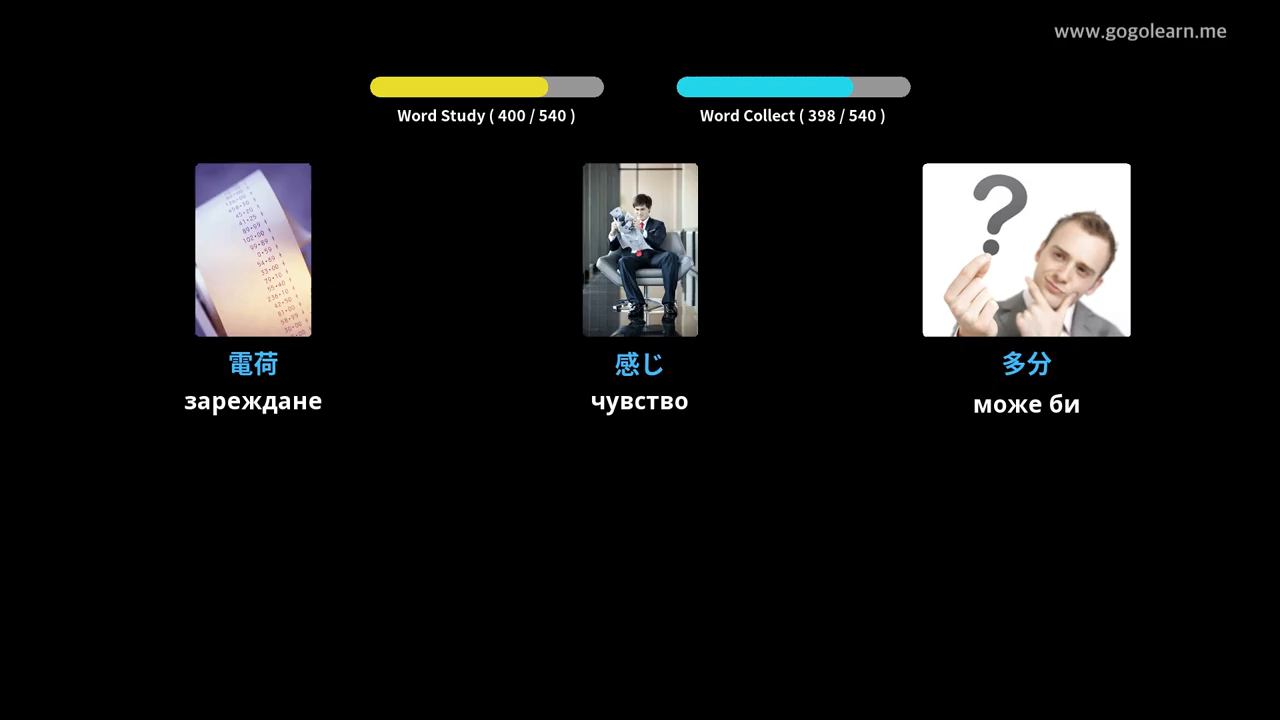 www.gogolearn.me
Word Study ( 400 / 540 )
Word Collect ( 398 / 540 )
電荷
感じ
多分
зареждане
чувство
може би